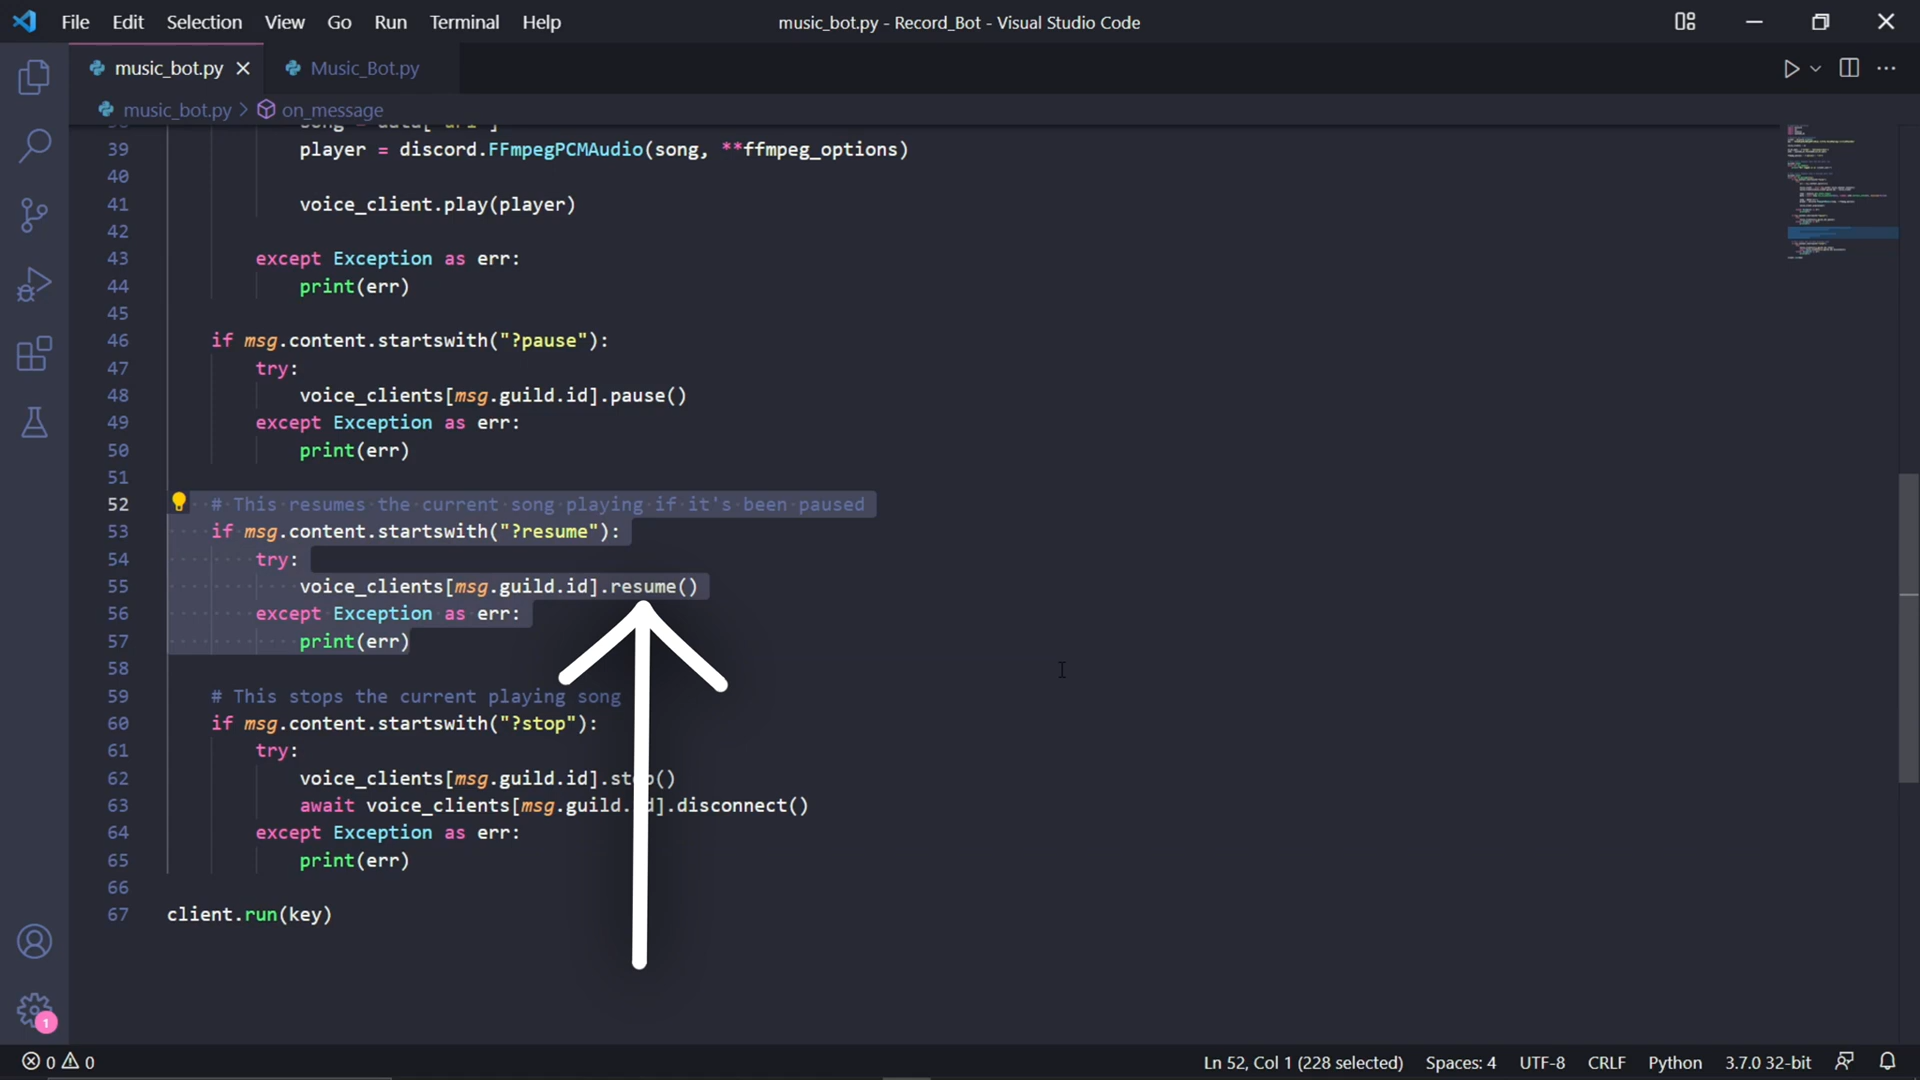 File Edit Selection View Go Run Terminal Help
music_bot.py - Record_Bot - Visual Studio Code
music_bot.py Music_Bot.py
music_bot.py > on_message
39 player = discord.FFmpegPCMAudio(song, **ffmpeg_options)
40
41 voice_client.play(player)
42
43 except Exception as err:
44 print(err)
45
46 if msg.content.startswith("?pause"):
47 try:
48 voice_clients[msg.guild.id].pause()
49 except Exception as err:
50 print(err)
51
52 # This resumes the current song playing if it's been paused
53 if msg.content.startswith("?resume"):
54 try:
55 voice_clients[msg.guild.id].resume()
56 except Exception as err:
57 print(err)
58
59 # This stops the current playing song
60 if msg.content.startswith("?stop"):
61 try:
62 voice_clients[msg.guild.id].stop()
63 await voice_clients[msg.guild.id].disconnect()
64 except Exception as err:
65 print(err)
66
67 client.run(key)
1
0 0 Ln 52, Col 1 (228 selected) Spaces: 4 UTF-8 CRLF Python 3.7.0 32-bit